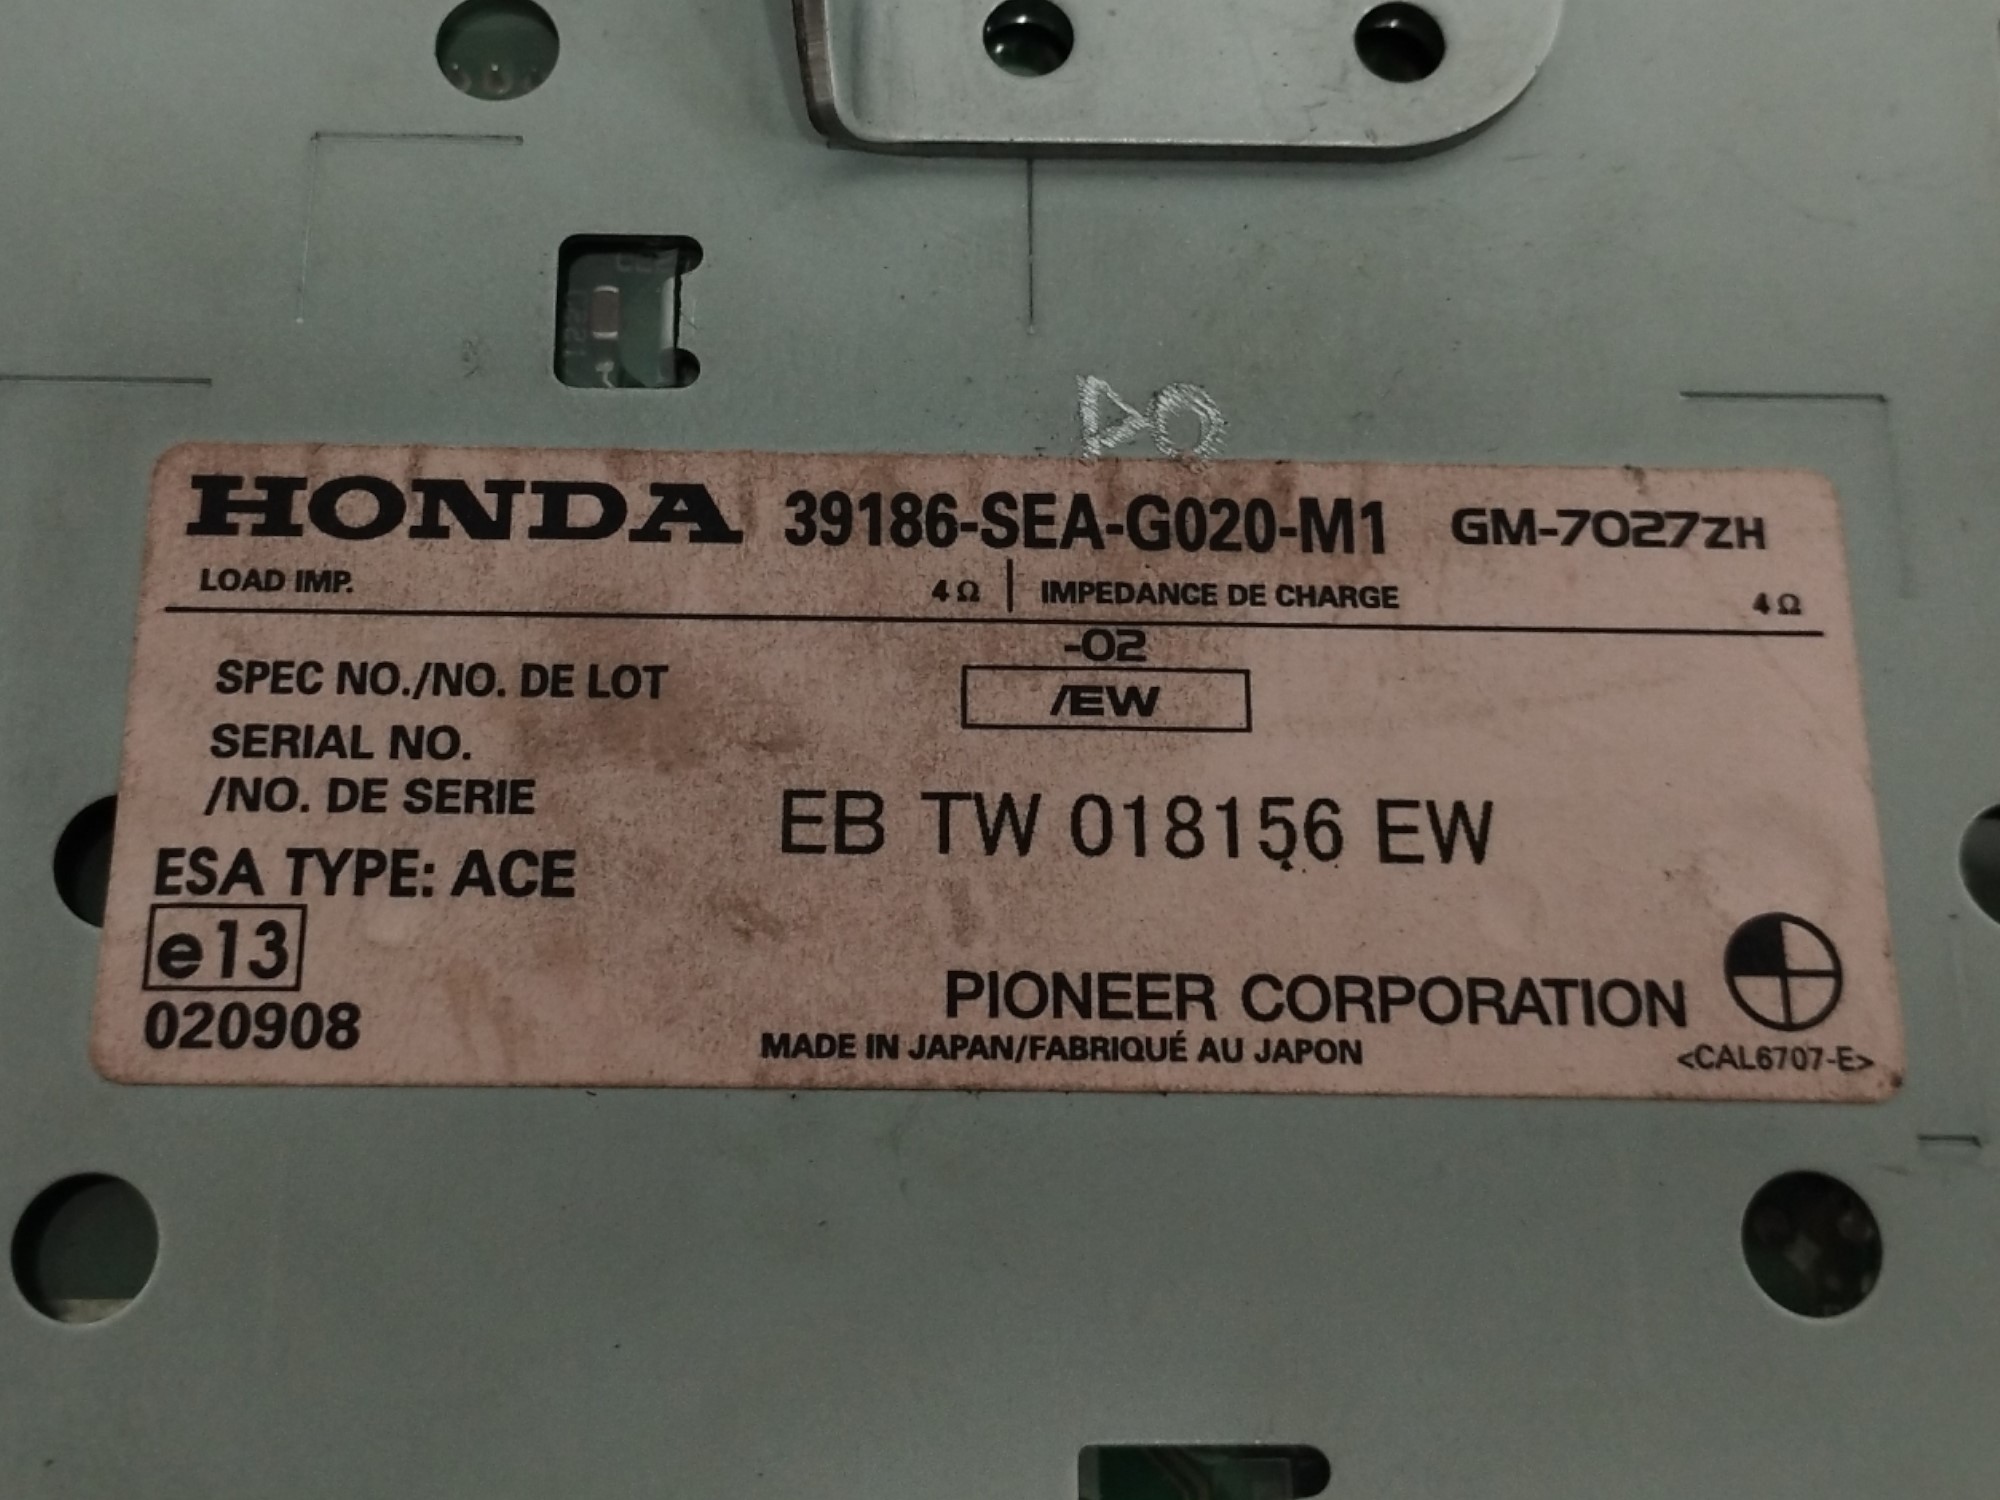 HONDA 39186-SEA-G020-M1 GM-7027ZH
LOAD IMP. 4Ω | IMPEDANCE DE CHARGE 4Ω
-02
SPEC NO./NO. DE LOT /EW
SERIAL NO.
/NO. DE SERIE EB TW 018156 EW
ESA TYPE: ACE
e13
020908
PIONEER CORPORATION
MADE IN JAPAN/FABRIQUÉ AU JAPON
<CAL6707-E>